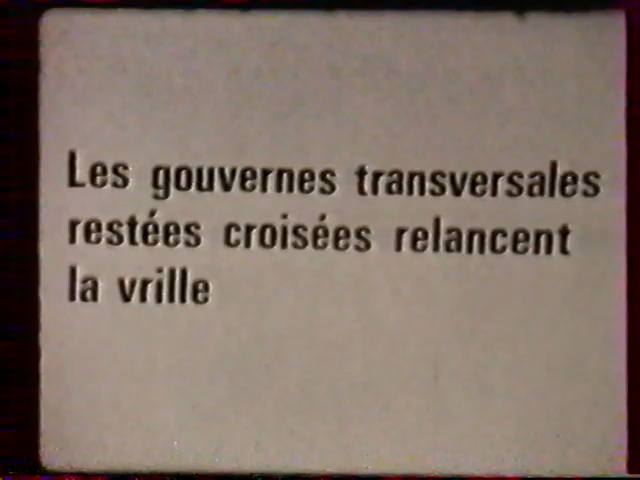 Les gouvernes transversales
restées croisées relancent
la vrille